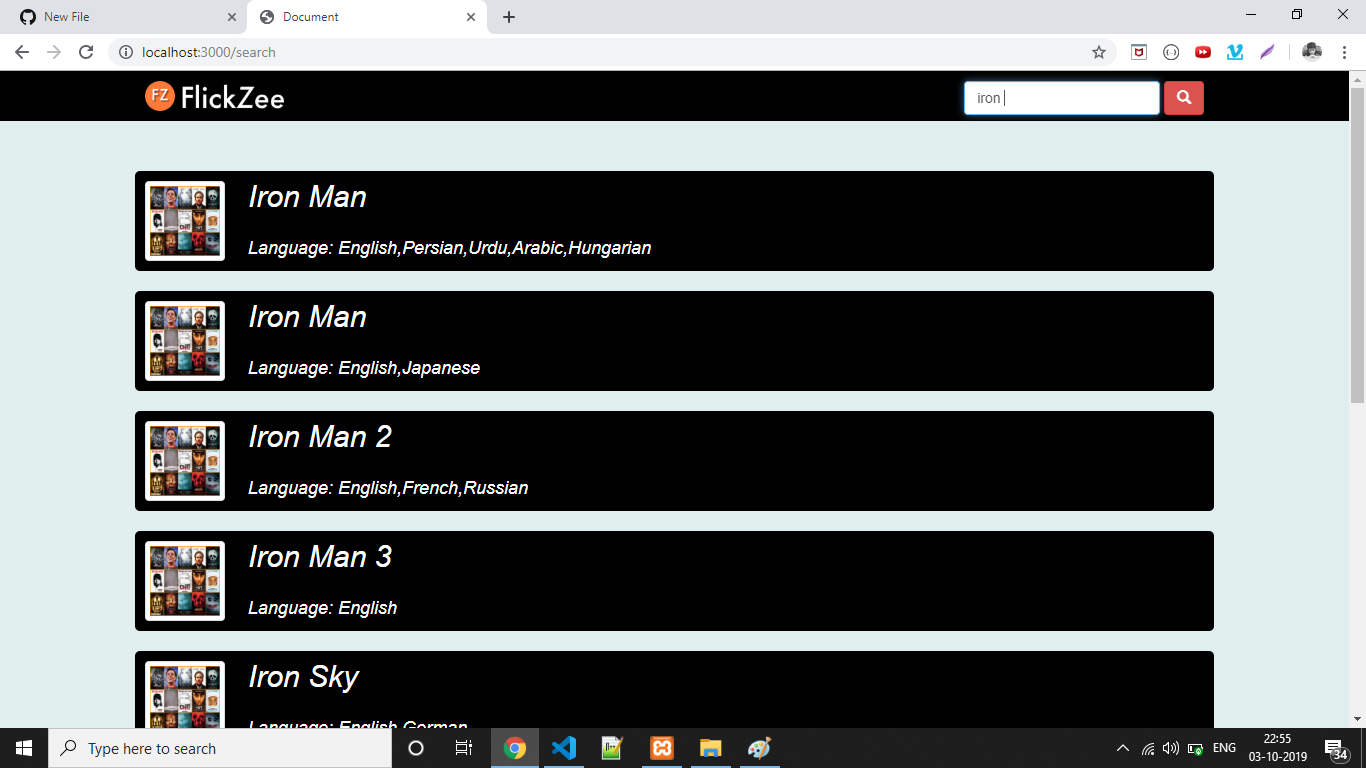 New File
Document
localhost:3000/search
FZ FlickZee
iron
Iron Man
Language: English,Persian,Urdu,Arabic,Hungarian
Iron Man
Language: English,Japanese
Iron Man 2
Language: English,French,Russian
Iron Man 3
Language: English
Iron Sky
Language: English,German
Type here to search
ENG
22:55
03-10-2019
34